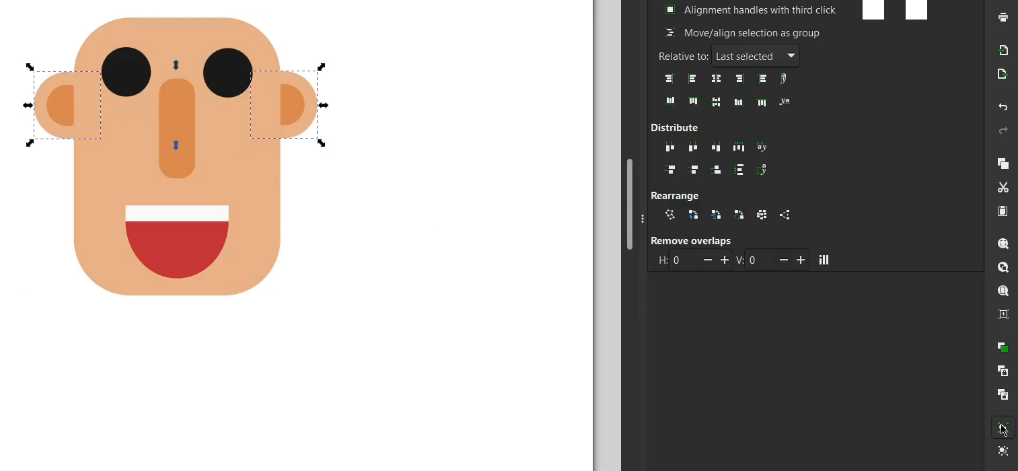 Alignment handles with third click
Move/align selection as group
Relative to: Last selected
Distribute
Rearrange
Remove overlaps
H: 0 − + V: 0 − +